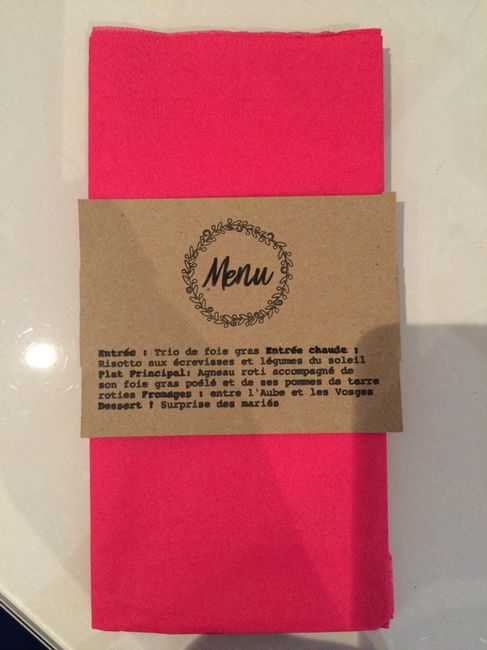 Menu
Entrée : Trio de foie gras Entrée chaude :
Risotto aux écrevisses et légumes du soleil
Plat Principal: Agneau roti accompagné de
son foie gras poélé et de ses pommes de terre
roties Fromages : entre l'Aube et les Vosges
Dessert : Surprise des mariés